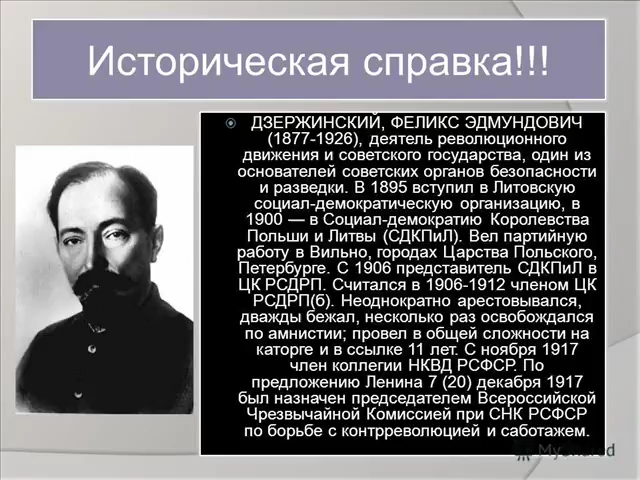 Историческая справка!!!
ДЗЕРЖИНСКИЙ, ФЕЛИКС ЭДМУНДОВИЧ
(1877-1926), деятель революционного
движения и советского государства, один из
основателей советских органов безопасности
и разведки. В 1895 вступил в Литовскую
социал-демократическую организацию, в
1900 — в Социал-демократию Королевства
Польши и Литвы (СДКПиЛ). Вел партийную
работу в Вильно, городах Царства Польского,
Петербурге. С 1906 представитель СДКПиЛ в
ЦК РСДРП. Считался в 1906-1912 членом ЦК
РСДРП(б). Неоднократно арестовывался,
дважды бежал, несколько раз освобождался
по амнистии; провел в общей сложности на
каторге и в ссылке 11 лет. С ноября 1917
член коллегии НКВД РСФСР. По
предложению Ленина 7 (20) декабря 1917
был назначен председателем Всероссийской
Чрезвычайной Комиссией при СНК РСФСР
по борьбе с контрреволюцией и саботажем.
MyShared